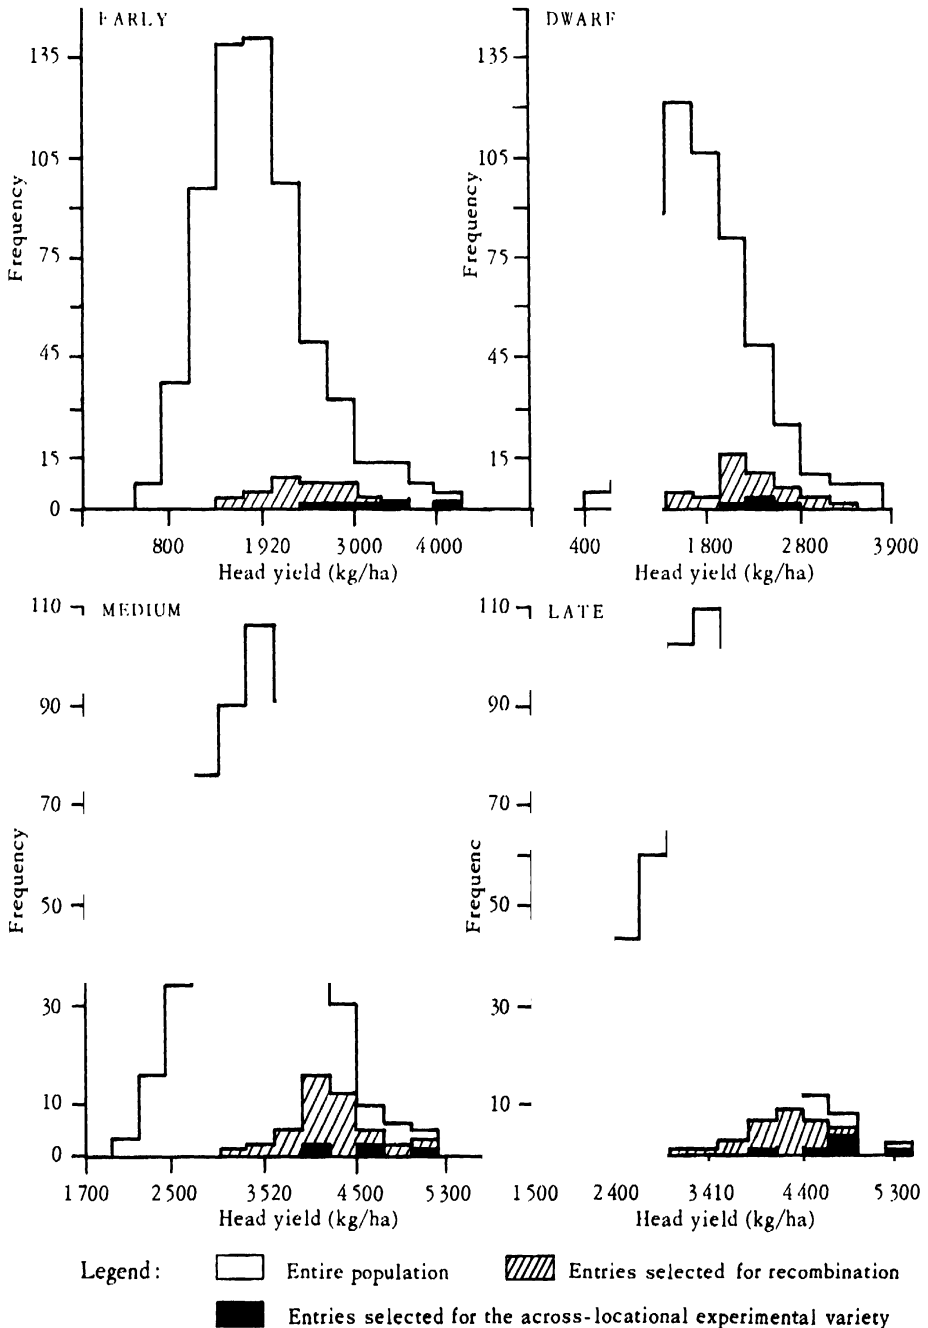 EARLY
135
105
75
45
15
0
Frequency
800 1920 3000 4000
Head yield (kg/ha)
DWARF
135
105
75
45
15
0
Frequency
400 1800 2800 3900
Head yield (kg/ha)
MEDIUM
110
90
70
50
30
10
0
Frequency
1700 2500 3520 4500 5300
Head yield (kg/ha)
LATE
110
90
70
50
30
10
Frequenc
1500 2400 3410 4400 5300
Head yield (kg/ha)
Legend:
Entire population
Entries selected for recombination
Entries selected for the across-locational experimental variety